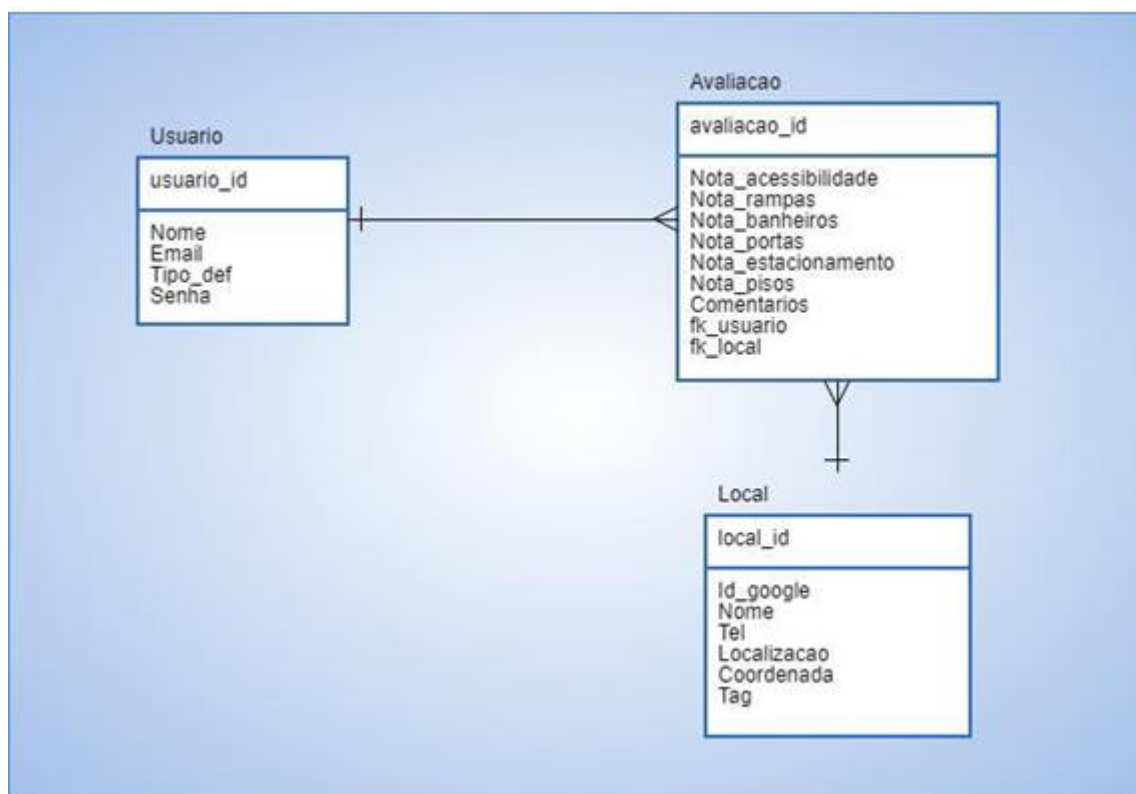 Usuario
usuario_id
Nome
Email
Tipo_def
Senha
Avaliacao
avaliacao_id
Nota_acessibilidade
Nota_rampas
Nota_banheiros
Nota_portas
Nota_estacionamento
Nota_pisos
Comentarios
fk_usuario
fk_local
Local
local_id
Id_google
Nome
Tel
Localizacao
Coordenada
Tag